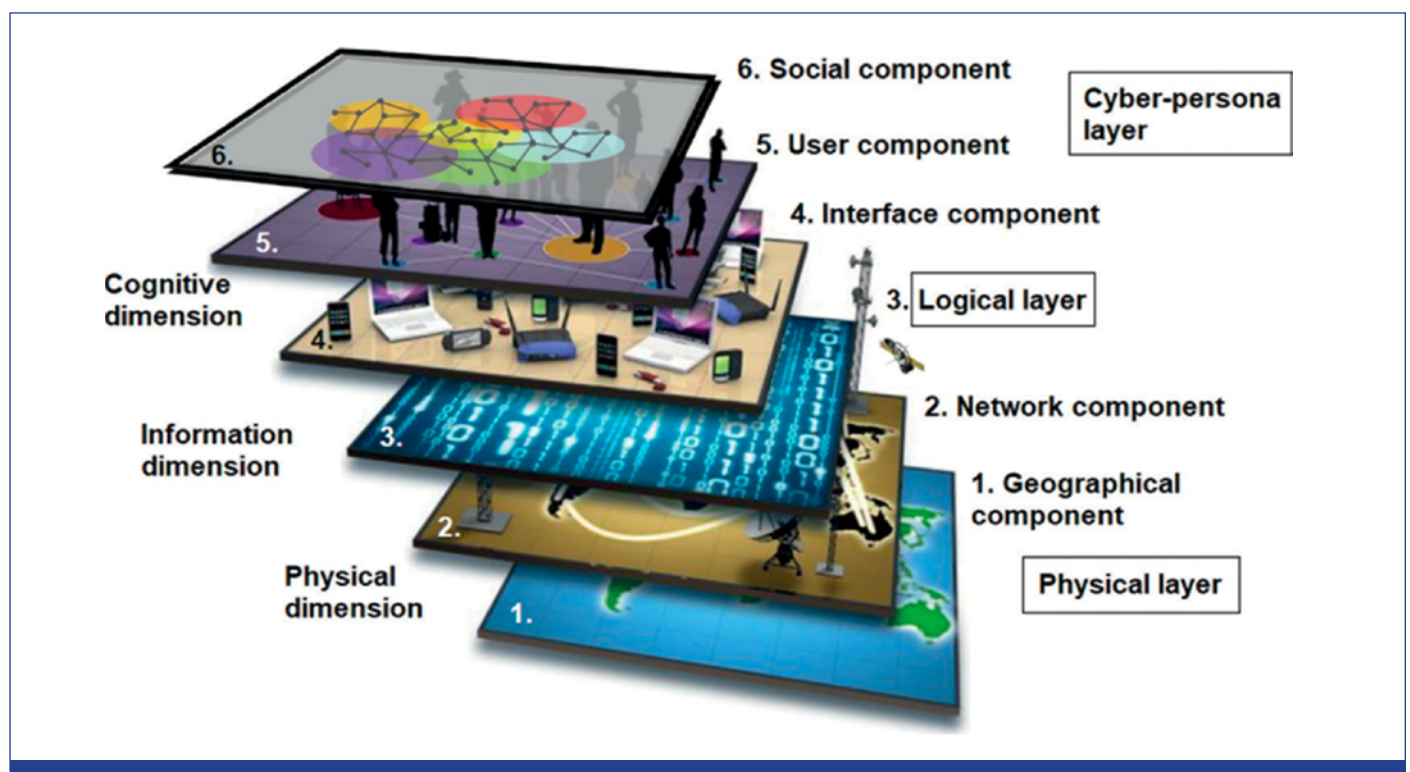 6. Social component
Cyber-persona
layer
5. User component
6.
4. Interface component
5.
Cognitive
dimension
3. Logical layer
4.
2. Network component
Information
dimension
3.
1. Geographical
component
2.
Physical
dimension
Physical layer
1.